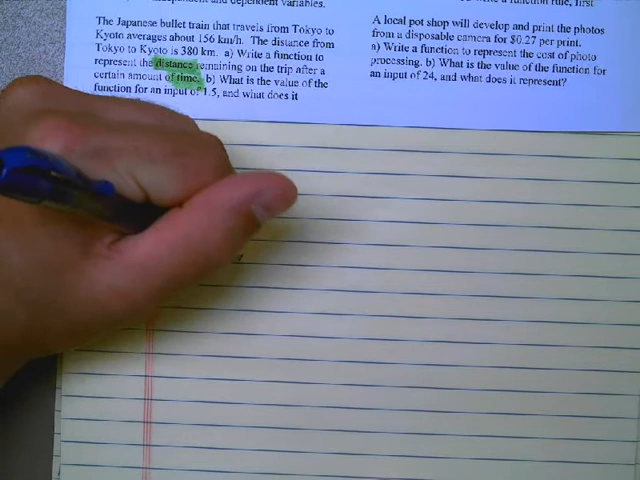 dependent variables.
function rule, first
The Japanese bullet train that travels from Tokyo to
Kyoto averages about 156 km/h. The distance from
Tokyo to Kyoto is 380 km. a) Write a function to
represent the distance remaining on the trip after a
certain amount of time. b) What is the value of the
function for an input of 1.5, and what does it
A local pot shop will develop and print the photos
from a disposable camera for $0.27 per print.
a) Write a function to represent the cost of photo
processing. b) What is the value of the function for
an input of 24, and what does it represent?